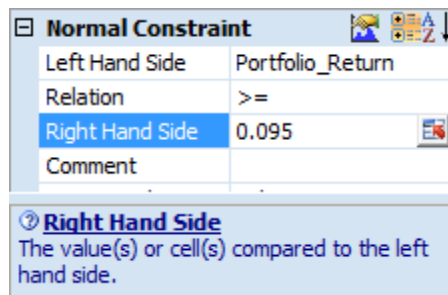 Normal Constraint
Left Hand Side Portfolio_Return
Relation >=
Right Hand Side 0.095
Comment
Right Hand Side
The value(s) or cell(s) compared to the left
hand side.